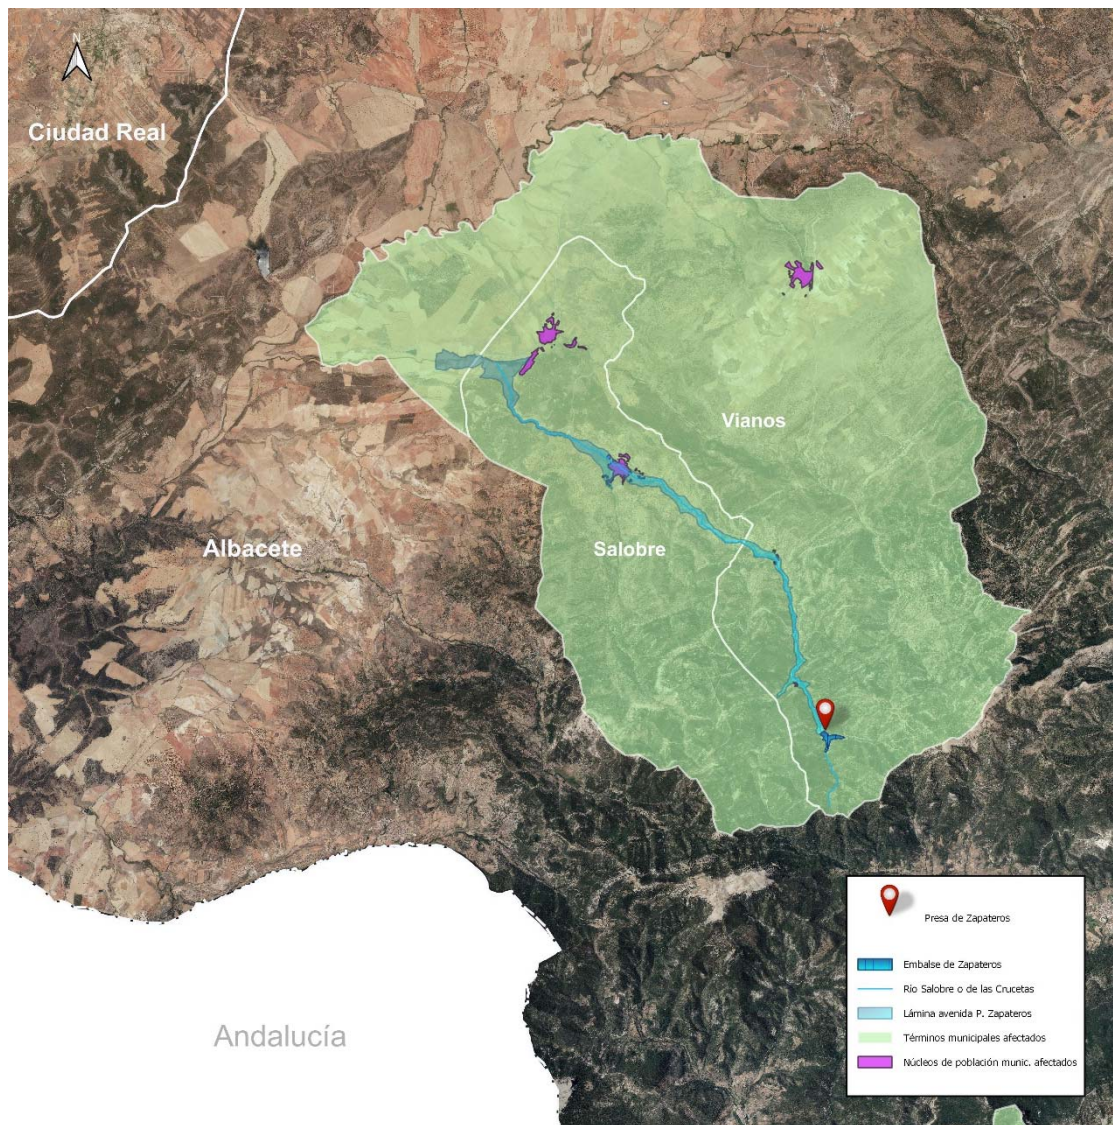 N
Ciudad Real
Vianos
Albacete
Salobre
Andalucía
Presa de Zapateros
Embalse de Zapateros
Río Salobre o de las Crucetas
Lámina avenida P. Zapateros
Términos municipales afectados
Núcleos de población munic. afectados